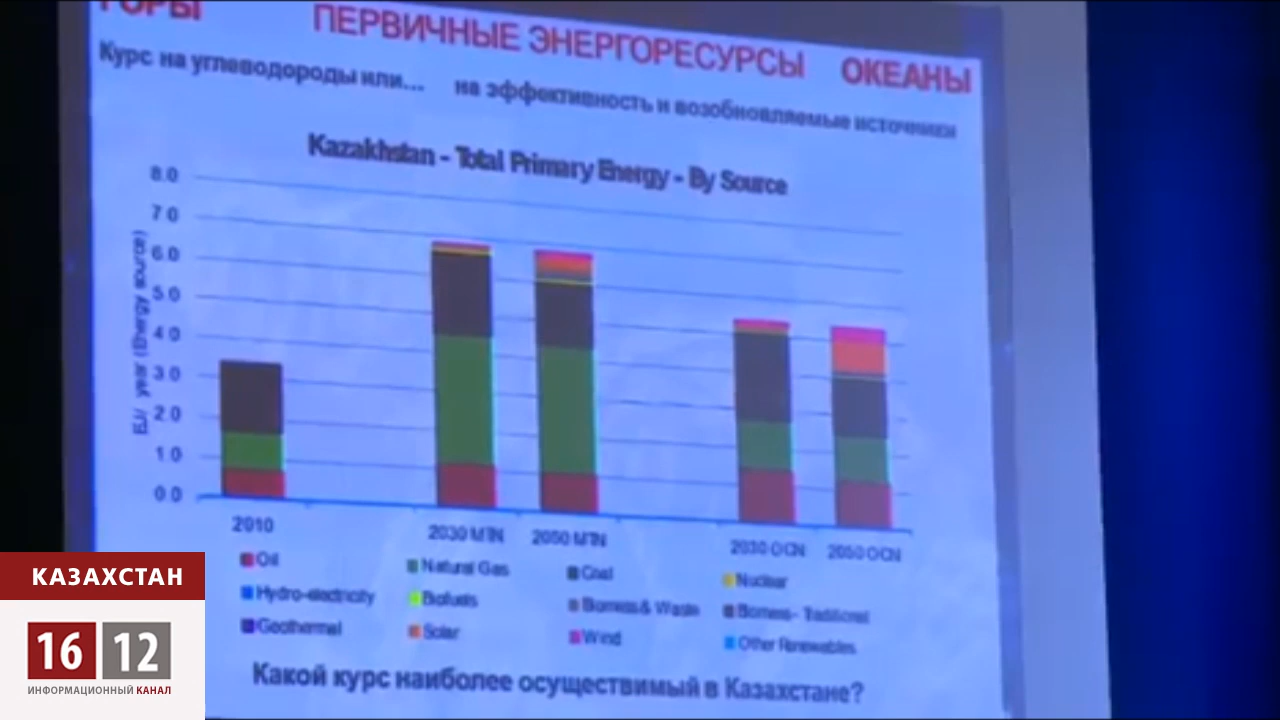 ГОРЫ ПЕРВИЧНЫЕ ЭНЕРГОРЕСУРСЫ ОКЕАНЫ
Курс на углеводороды или... на эффективность и возобновляемые источники
Kazakhstan - Total Primary Energy - By Source
EJ/ year (Energy source)
8.0
7.0
6.0
5.0
4.0
3.0
2.0
1.0
0.0
2010 2030 MTN 2050 MTN 2030 OCN 2050 OCN
Oil Natural Gas Coal Nuclear
Hydro-electricity Biofuels Biomass & Waste Biomass - Traditional
Geothermal Solar Wind Other Renewables
Какой курс наиболее осуществимый в Казахстане?
КАЗАХСТАН
16 12
ИНФОРМАЦИОННЫЙ КАНАЛ